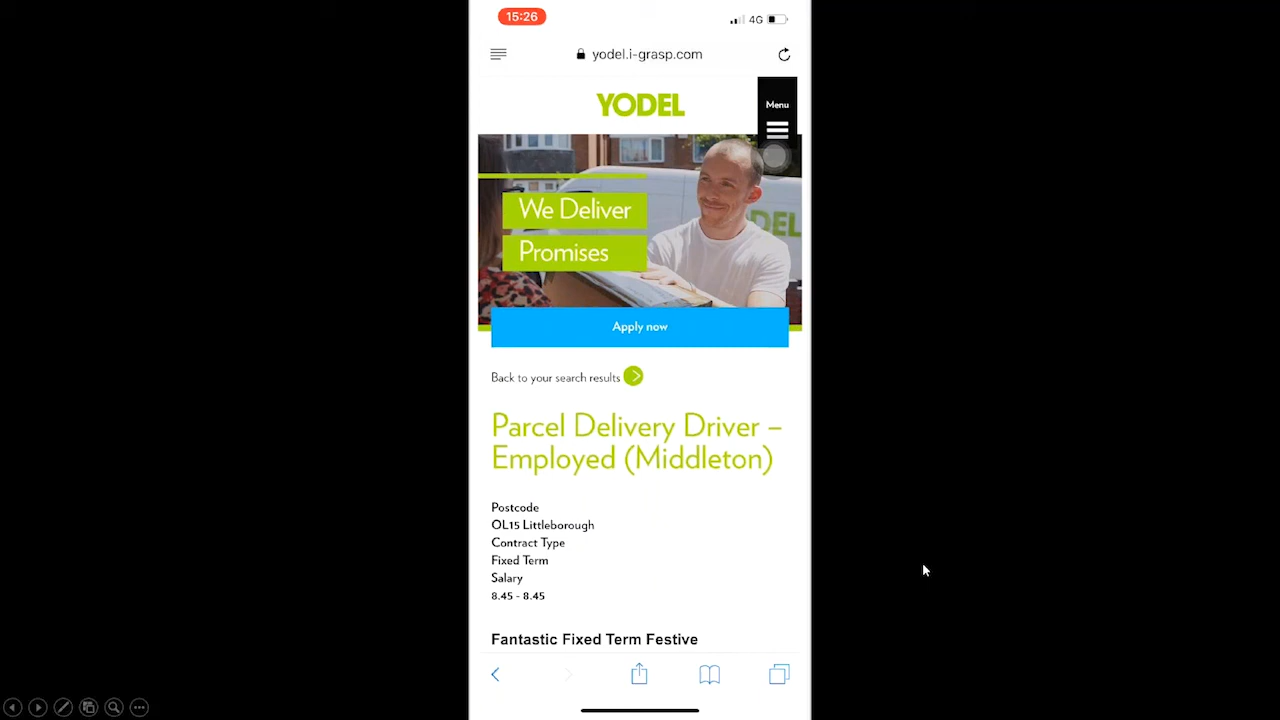 15:26
4G
yodel.i-grasp.com
YODEL
Menu
We Deliver
Promises
DEL
Apply now
Back to your search results
Parcel Delivery Driver –
Employed (Middleton)
Postcode
OL15 Littleborough
Contract Type
Fixed Term
Salary
8.45 - 8.45
Fantastic Fixed Term Festive